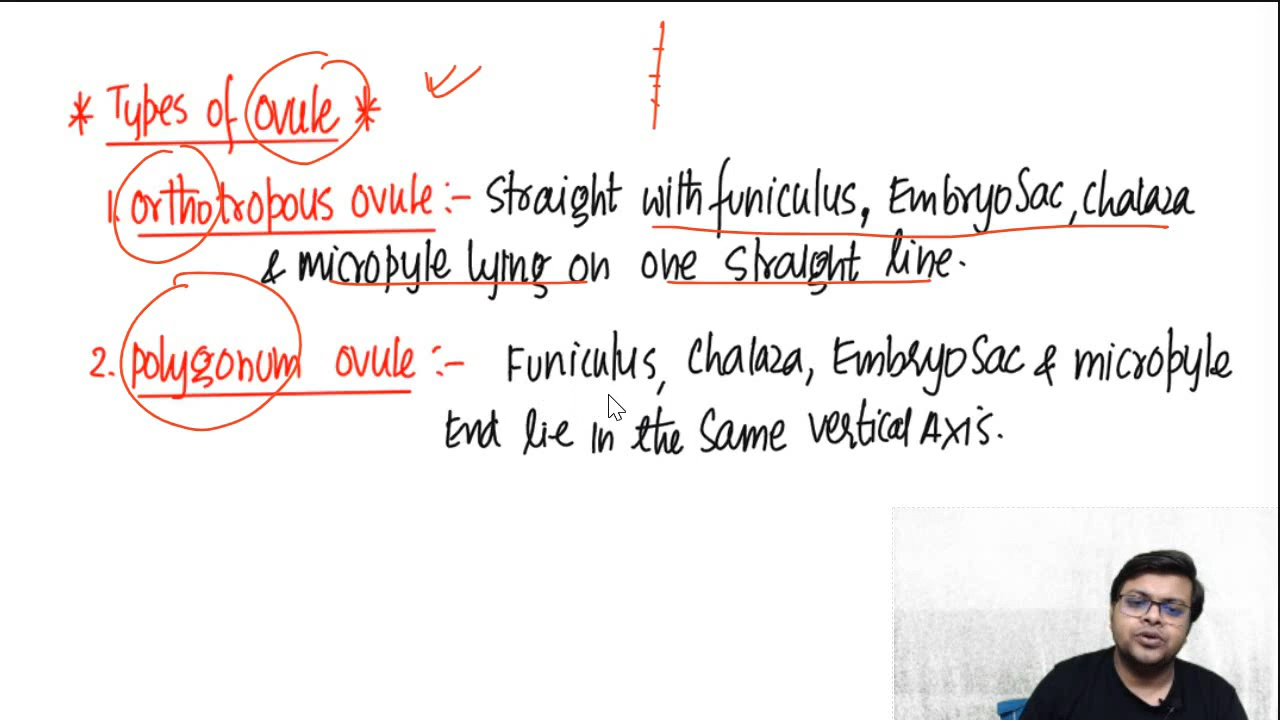 * Types of ovule *
1. orthotropous ovule :- Straight with funiculus, Embryo Sac, Chalaza
& micropyle lying on one straight line.
2. polygonum ovule :- Funiculus, Chalaza, Embryo Sac & micropyle
End lie in the same vertical Axis.